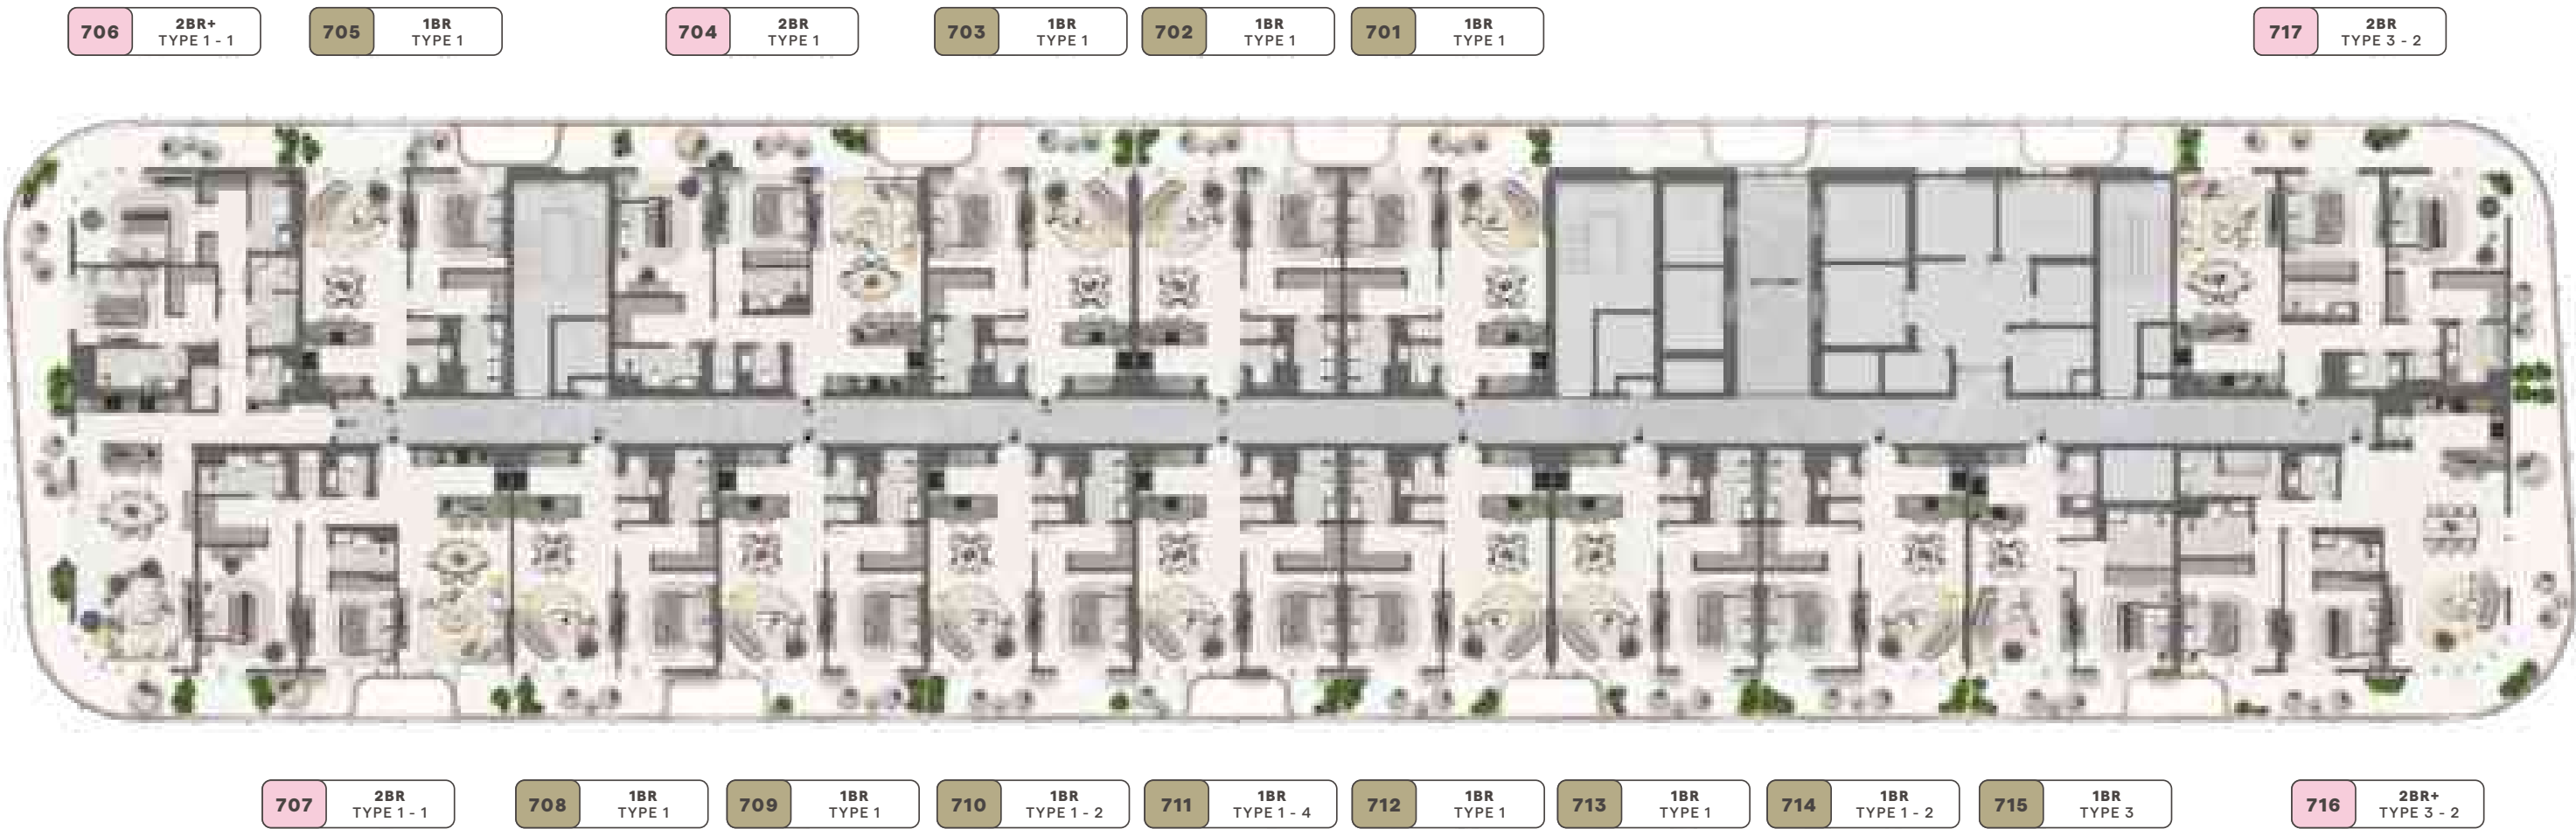 706 2BR+
TYPE 1 - 1
705 1BR
TYPE 1
704 2BR
TYPE 1
703 1BR
TYPE 1
702 1BR
TYPE 1
701 1BR
TYPE 1
717 2BR
TYPE 3 - 2
707 2BR
TYPE 1 - 1
708 1BR
TYPE 1
709 1BR
TYPE 1
710 1BR
TYPE 1 - 2
711 1BR
TYPE 1 - 4
712 1BR
TYPE 1
713 1BR
TYPE 1
714 1BR
TYPE 1 - 2
715 1BR
TYPE 3
716 2BR+
TYPE 3 - 2